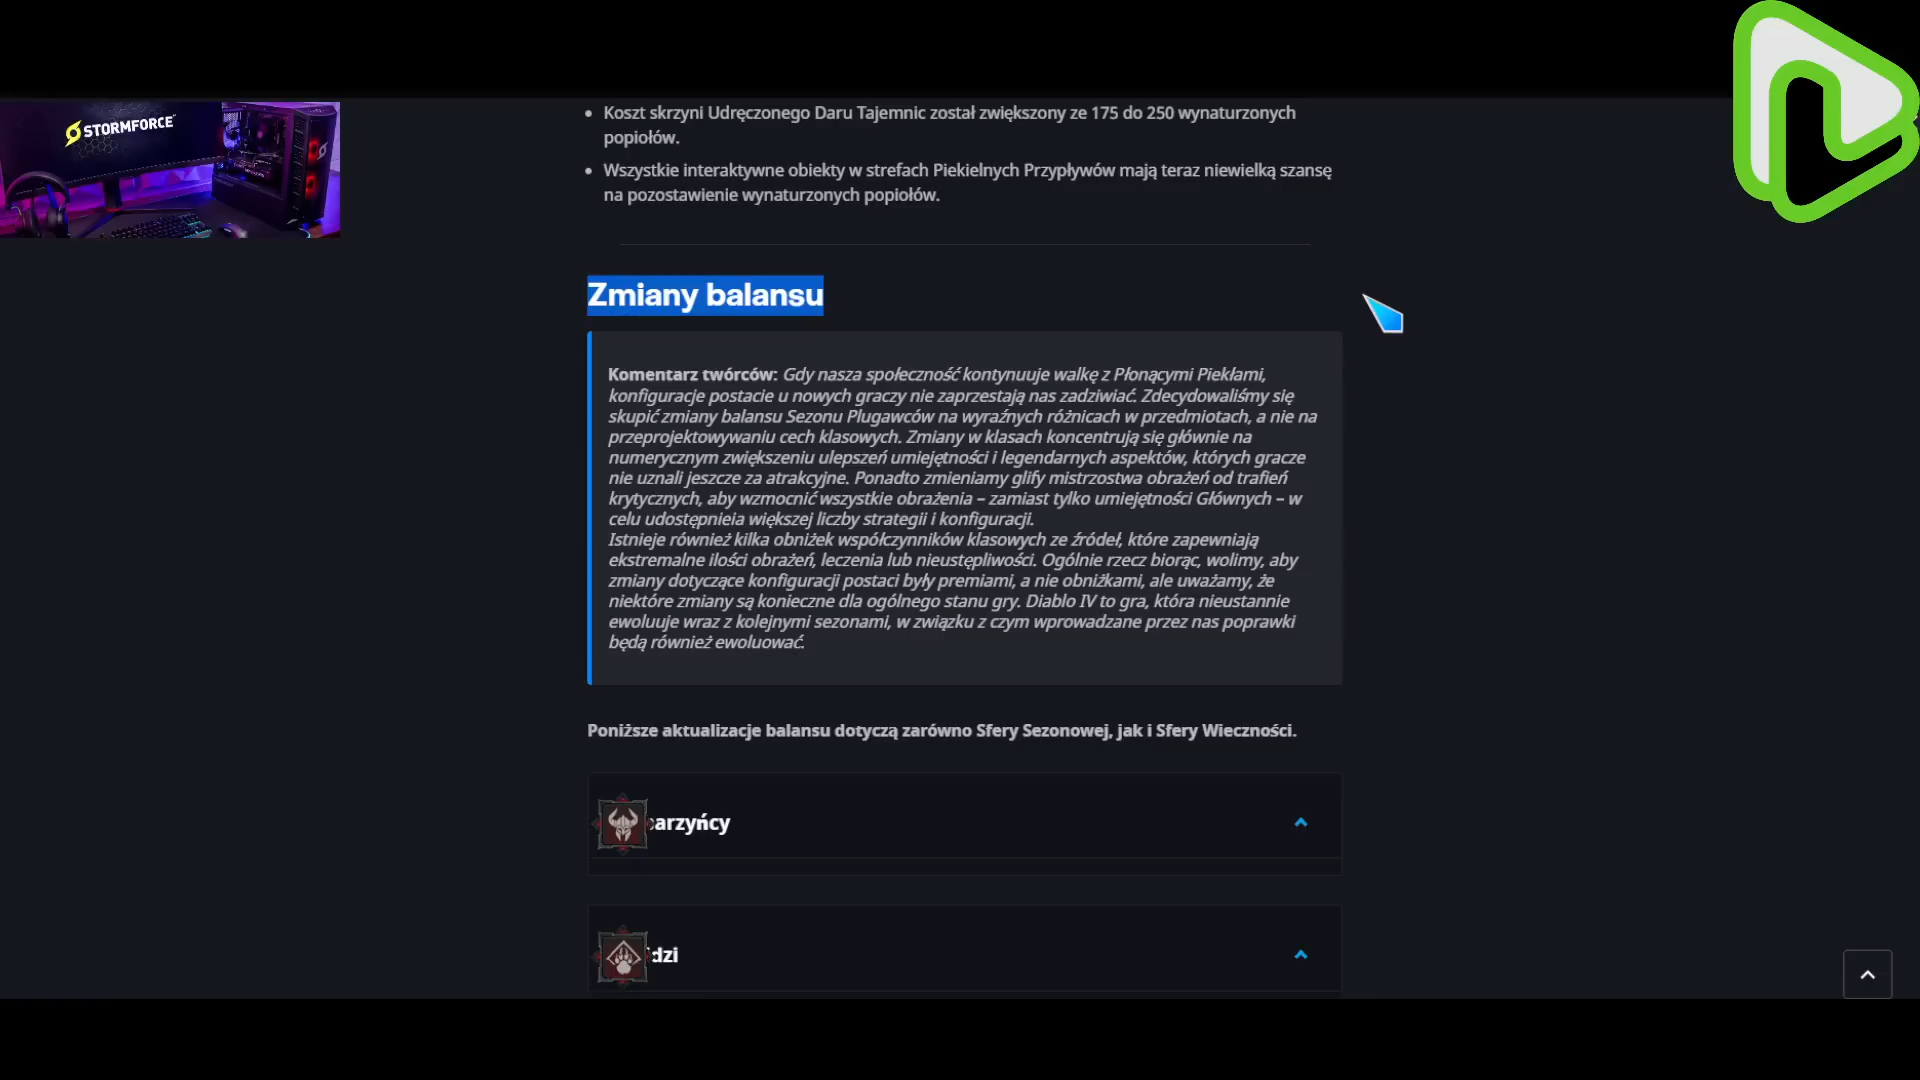 STORMFORCE
Koszt skrzyni Udręczonego Daru Tajemnic został zwiększony ze 175 do 250 wynaturzonych
popiołów.
Wszystkie interaktywne obiekty w strefach Piekielnych Przypływów mają teraz niewielką szansę
na pozostawienie wynaturzonych popiołów.
Zmiany balansu
Komentarz twórców: Gdy nasza społeczność kontynuuje walkę z Płonącymi Piekłami,
konfiguracje postacie u nowych graczy nie zaprzestają nas zadziwiać. Zdecydowaliśmy się
skupić zmiany balansu Sezonu Plugawców na wyraźnych różnicach w przedmiotach, a nie na
przeprojektowywaniu cech klasowych. Zmiany w klasach koncentrują się głównie na
numerycznym zwiększeniu ulepszeń umiejętności i legendarnych aspektów, których gracze
nie uznali jeszcze za atrakcyjne. Ponadto zmieniamy glify mistrzostwa obrażeń od trafień
krytycznych, aby wzmocnić wszystkie obrażenia – zamiast tylko umiejętności Głównych – w
celu udostępnieia większej liczby strategii i konfiguracji.
Istnieje również kilka obniżek współczynników klasowych ze źródeł, które zapewniają
ekstremalne ilości obrażeń, leczenia lub nieustępliwości. Ogólnie rzecz biorąc, wolimy, aby
zmiany dotyczące konfiguracji postaci były premiami, a nie obniżkami, ale uważamy, że
niektóre zmiany są konieczne dla ogólnego stanu gry. Diablo IV to gra, która nieustannie
ewoluuje wraz z kolejnymi sezonami, w związku z czym wprowadzane przez nas poprawki
będą również ewoluować.
Poniższe aktualizacje balansu dotyczą zarówno Sfery Sezonowej, jak i Sfery Wieczności.
arzyńcy
dzi